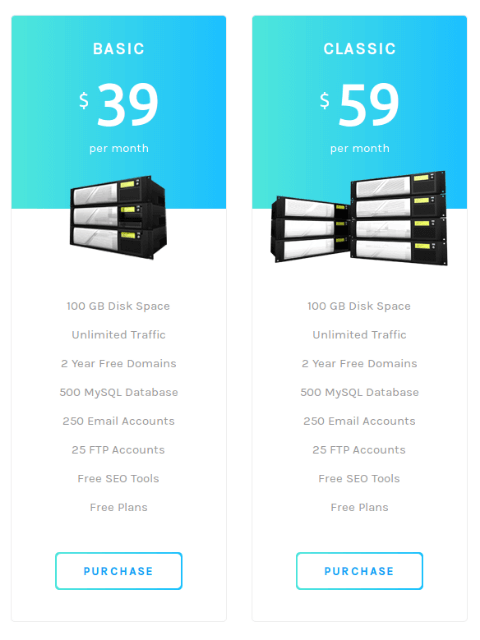 BASIC
$ 39
per month
100 GB Disk Space
Unlimited Traffic
2 Year Free Domains
500 MySQL Database
250 Email Accounts
25 FTP Accounts
Free SEO Tools
Free Plans
PURCHASE
CLASSIC
$ 59
per month
100 GB Disk Space
Unlimited Traffic
2 Year Free Domains
500 MySQL Database
250 Email Accounts
25 FTP Accounts
Free SEO Tools
Free Plans
PURCHASE